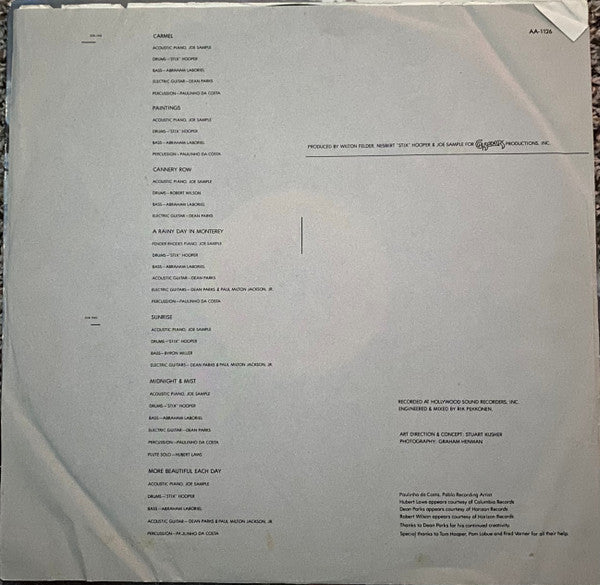 AA-1126
SIDE ONE
CARMEL
ACOUSTIC PIANO, JOE SAMPLE
DRUMS—"STIX" HOOPER
BASS—ABRAHAM LABORIEL
ELECTRIC GUITAR—DEAN PARKS
PERCUSSION—PAULINHO DA COSTA
PAINTINGS
ACOUSTIC PIANO, JOE SAMPLE
DRUMS—"STIX" HOOPER
BASS—ABRAHAM LABORIEL
PERCUSSION—PAULINHO DA COSTA
CANNERY ROW
ACOUSTIC PIANO, JOE SAMPLE
DRUMS—ROBERT WILSON
BASS—ABRAHAM LABORIEL
ELECTRIC GUITAR—DEAN PARKS
A RAINY DAY IN MONTEREY
FENDER RHODES PIANO, JOE SAMPLE
DRUMS—"STIX" HOOPER
BASS—ABRAHAM LABORIEL
ACOUSTIC GUITAR—DEAN PARKS
ELECTRIC GUITARS—DEAN PARKS & PAUL MILTON JACKSON, JR.
PERCUSSION—PAULINHO DA COSTA
SIDE TWO
SUNRISE
ACOUSTIC PIANO, JOE SAMPLE
DRUMS—"STIX" HOOPER
BASS—BYRON MILLER
ELECTRIC GUITARS—DEAN PARKS & PAUL MILTON JACKSON, JR.
MIDNIGHT & MIST
ACOUSTIC PIANO, JOE SAMPLE
DRUMS—"STIX" HOOPER
BASS—ABRAHAM LABORIEL
ELECTRIC GUITAR—DEAN PARKS
PERCUSSION—PAULINHO DA COSTA
FLUTE SOLO—HUBERT LAWS
MORE BEAUTIFUL EACH DAY
ACOUSTIC PIANO, JOE SAMPLE
DRUMS—"STIX" HOOPER
BASS—ABRAHAM LABORIEL
ACOUSTIC GUITAR—DEAN PARKS & PAUL MILTON JACKSON, JR.
PERCUSSION—PAULINHO DA COSTA
PRODUCED BY WILTON FELDER, NESBERT "STIX" HOOPER & JOE SAMPLE FOR CRUSADERS PRODUCTIONS, INC.
RECORDED AT HOLLYWOOD SOUND RECORDERS, INC.
ENGINEERED & MIXED BY RIK PEKKONEN.
ART DIRECTION & CONCEPT: STUART KUSHER
PHOTOGRAPHY: GRAHAM HENMAN
Paulinho da Costa, Pablo Recording Artist
Hubert Laws appears courtesy of Columbia Records
Dean Parks appears courtesy of Horizon Records
Robert Wilson appears courtesy of Horizon Records
Thanks to Dean Parks for his continued creativity.
Special thanks to Tom Hooper, Pam Lobue and Fred Verner for all their help.